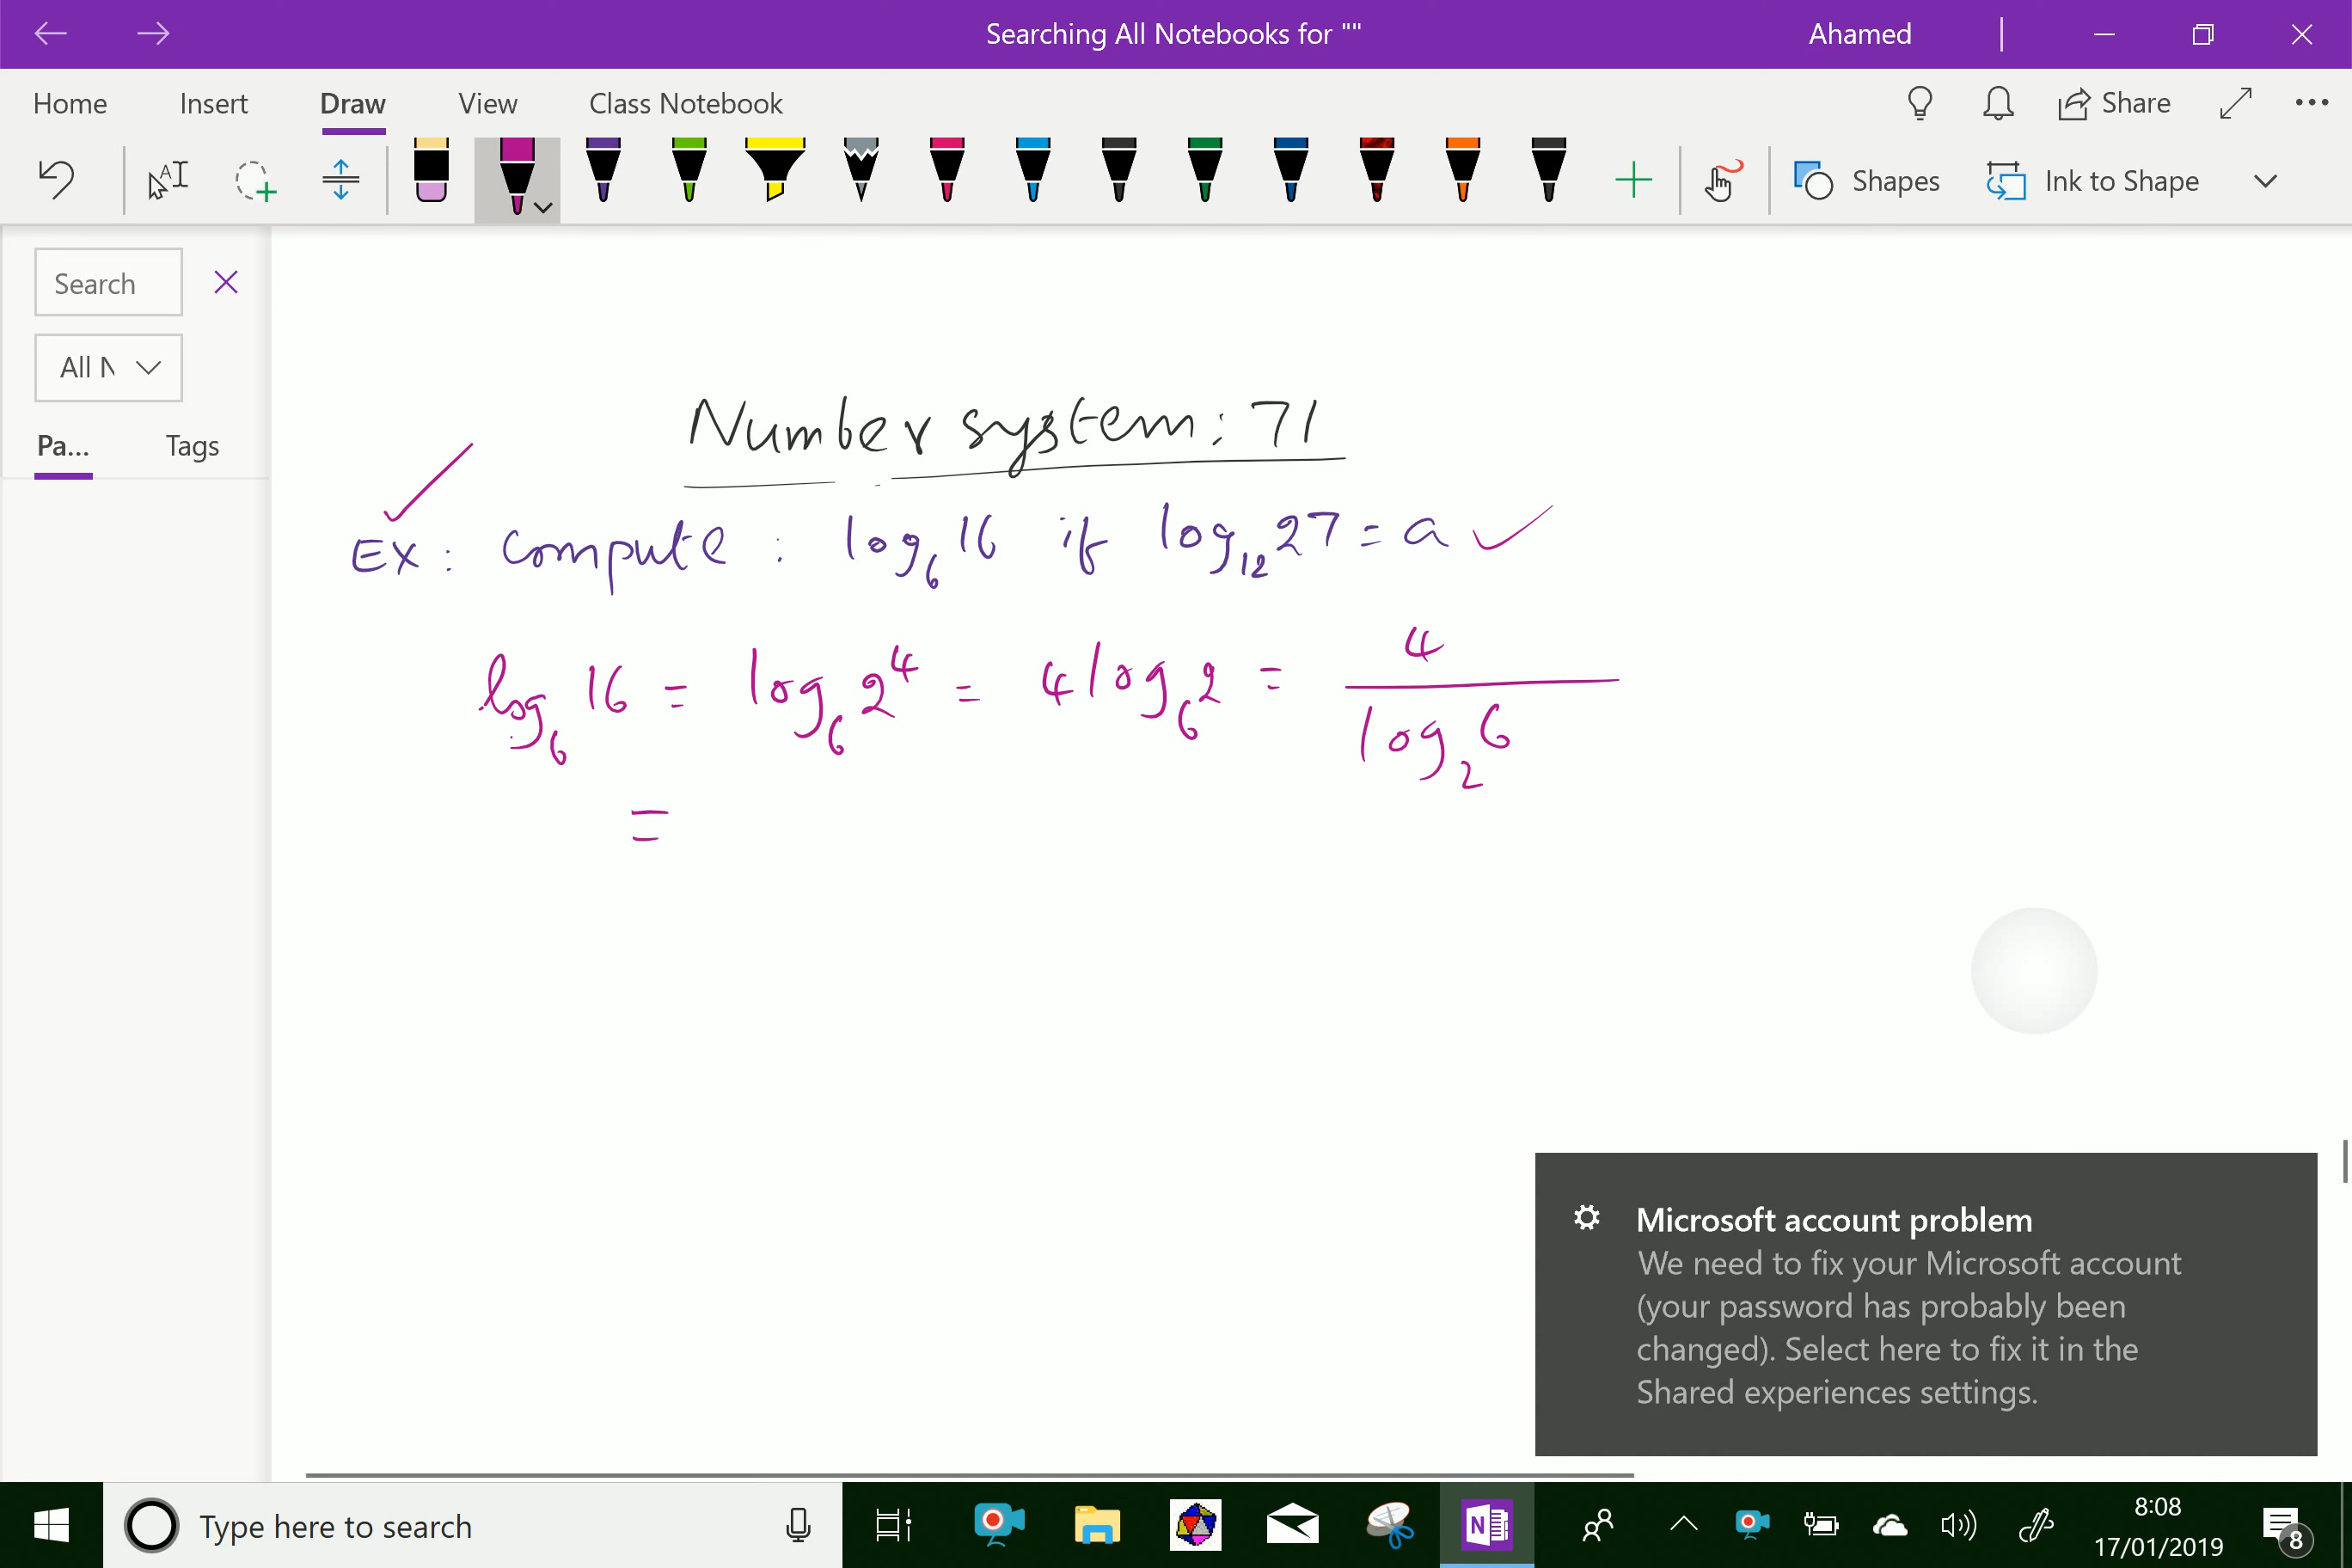 Searching All Notebooks for ""
Ahamed
Home Insert Draw View Class Notebook
Share
Shapes
Ink to Shape
Search
All N
Pa... Tags
Number system: 71
EX: compute: log₆16 if log₁₂27 = a ✓
log₆16 = log₆2⁴ = 4log₆2 = 4/log₂6
=
Microsoft account problem
We need to fix your Microsoft account
(your password has probably been
changed). Select here to fix it in the
Shared experiences settings.
Type here to search
N
8:08
17/01/2019
8